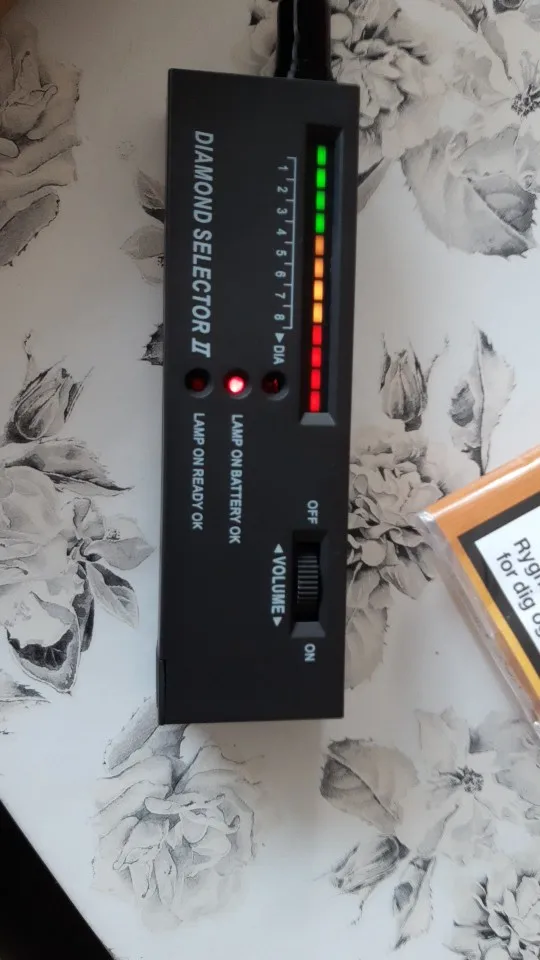 DIAMOND SELECTOR II
1 2 3 4 5 6 7 8 ▶DIA
LAMP ON BATTERY OK
LAMP ON READY OK
OFF
◀VOLUME▶
ON
for dig og